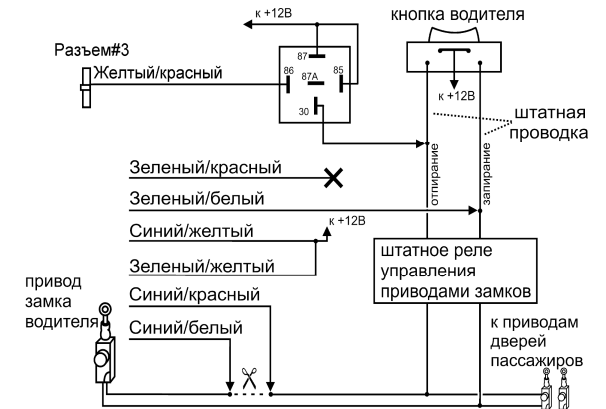 к +12В
кнопка водителя
Разъем#3
87
Желтый/красный
86
87А
85
30
к +12В
штатная
проводка
отпирание
запирание
Зеленый/красный
Зеленый/белый
к +12В
Синий/желтый
Зеленый/желтый
штатное реле
управления
приводами замков
привод
замка
водителя
Синий/красный
Синий/белый
к приводам
дверей
пассажиров